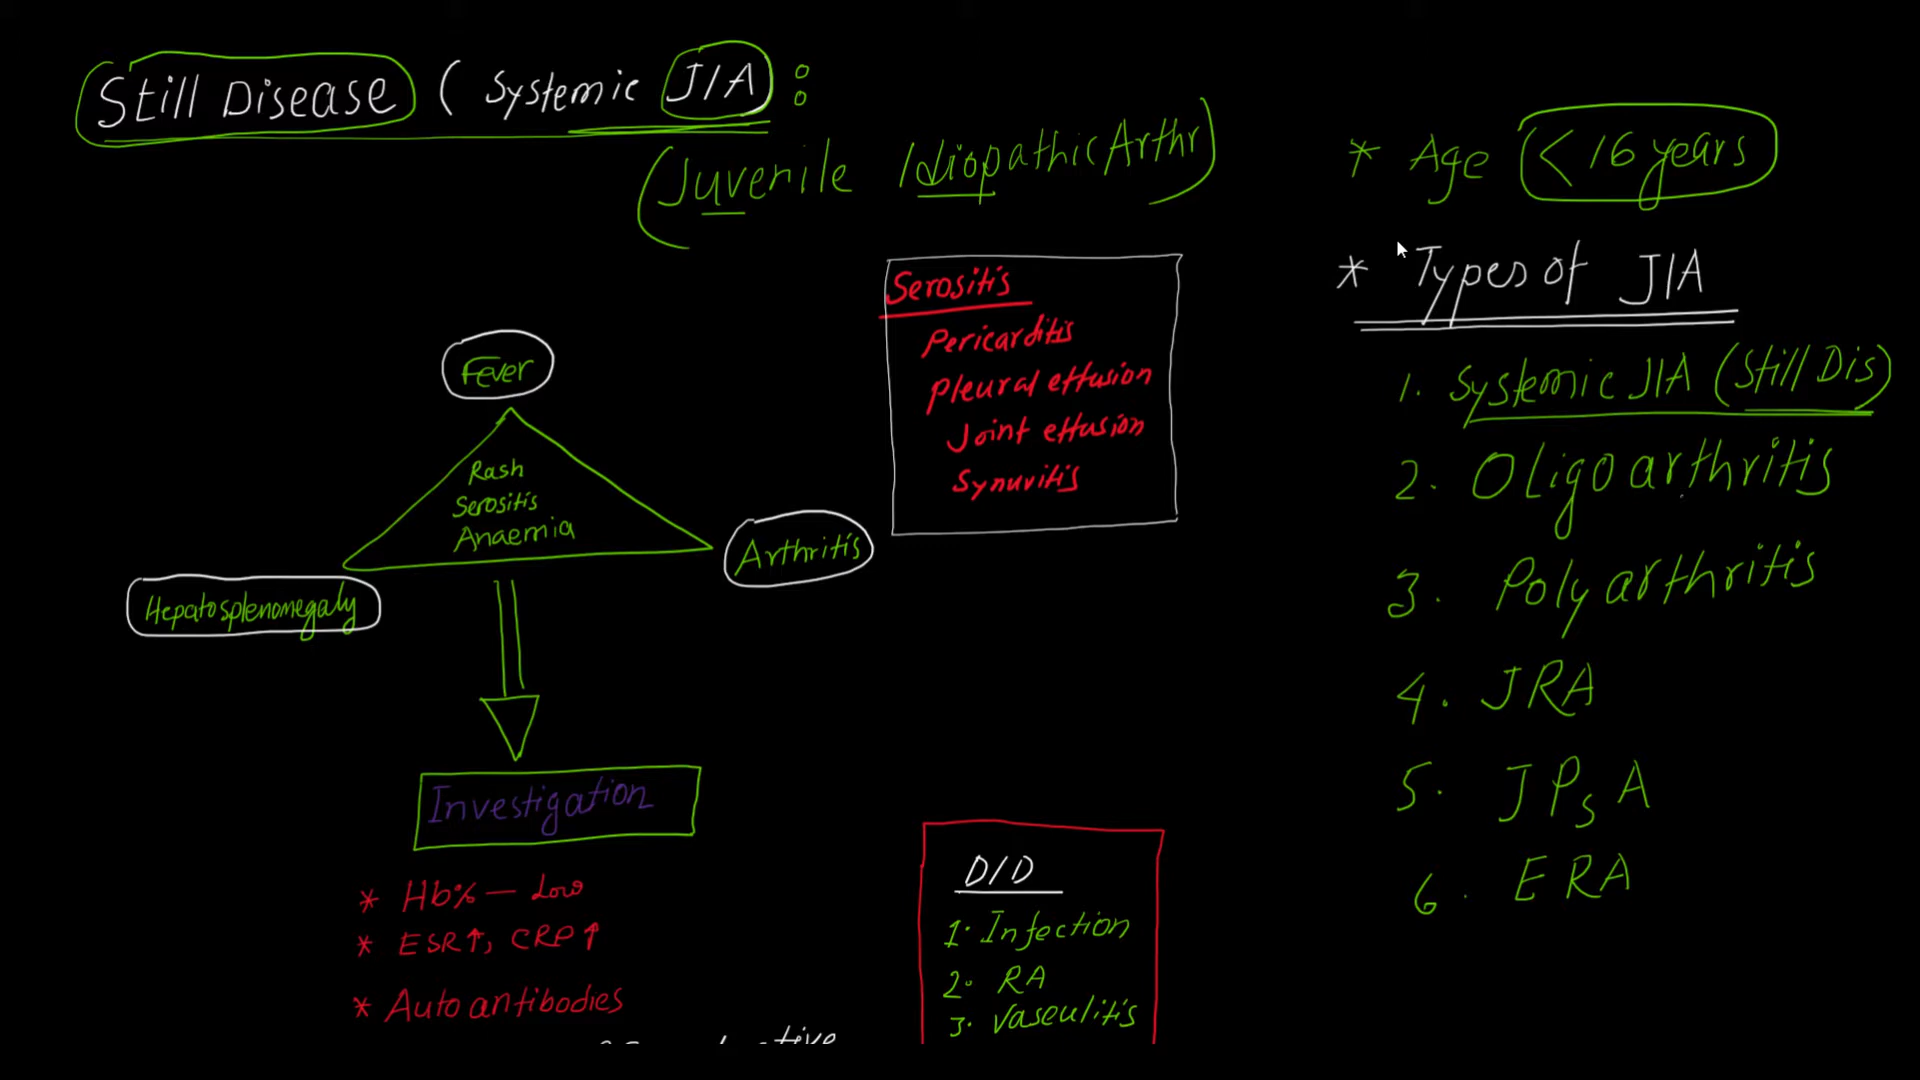 Still Disease ( Systemic JIA :
(Juvenile Idiopathic Arthr)
Fever
Rash
Serositis
Anaemia
Hepatosplenomegaly
Arthritis
Investigation
* Hb% — Low
* ESR↑, CRP↑
* Autoantibodies
Serositis
Pericarditis
Pleural effusion
Joint effusion
Synuvitis
D/D
1. Infection
2. RA
3. Vasculitis
* Age < 16 years
* Types of JIA
1. Systemic JIA (Still Dis)
2. Oligoarthritis
3. Polyarthritis
4. JRA
5. JPsA
6. ERA